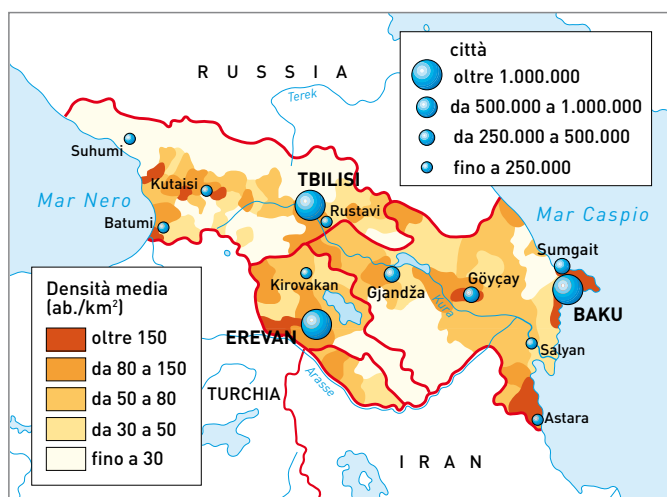 RUSSIA
Terek
Suhumi
Mar Nero
Kutaisi
Batumi
TBILISI
Rustavi
Mar Caspio
Sumgait
BAKU
Göyçay
Gjandža
Kura
Kirovakan
EREVAN
Salyan
Astara
Arasse
TURCHIA
IRAN
città
oltre 1.000.000
da 500.000 a 1.000.000
da 250.000 a 500.000
fino a 250.000
Densità media
(ab./km²)
oltre 150
da 80 a 150
da 50 a 80
da 30 a 50
fino a 30